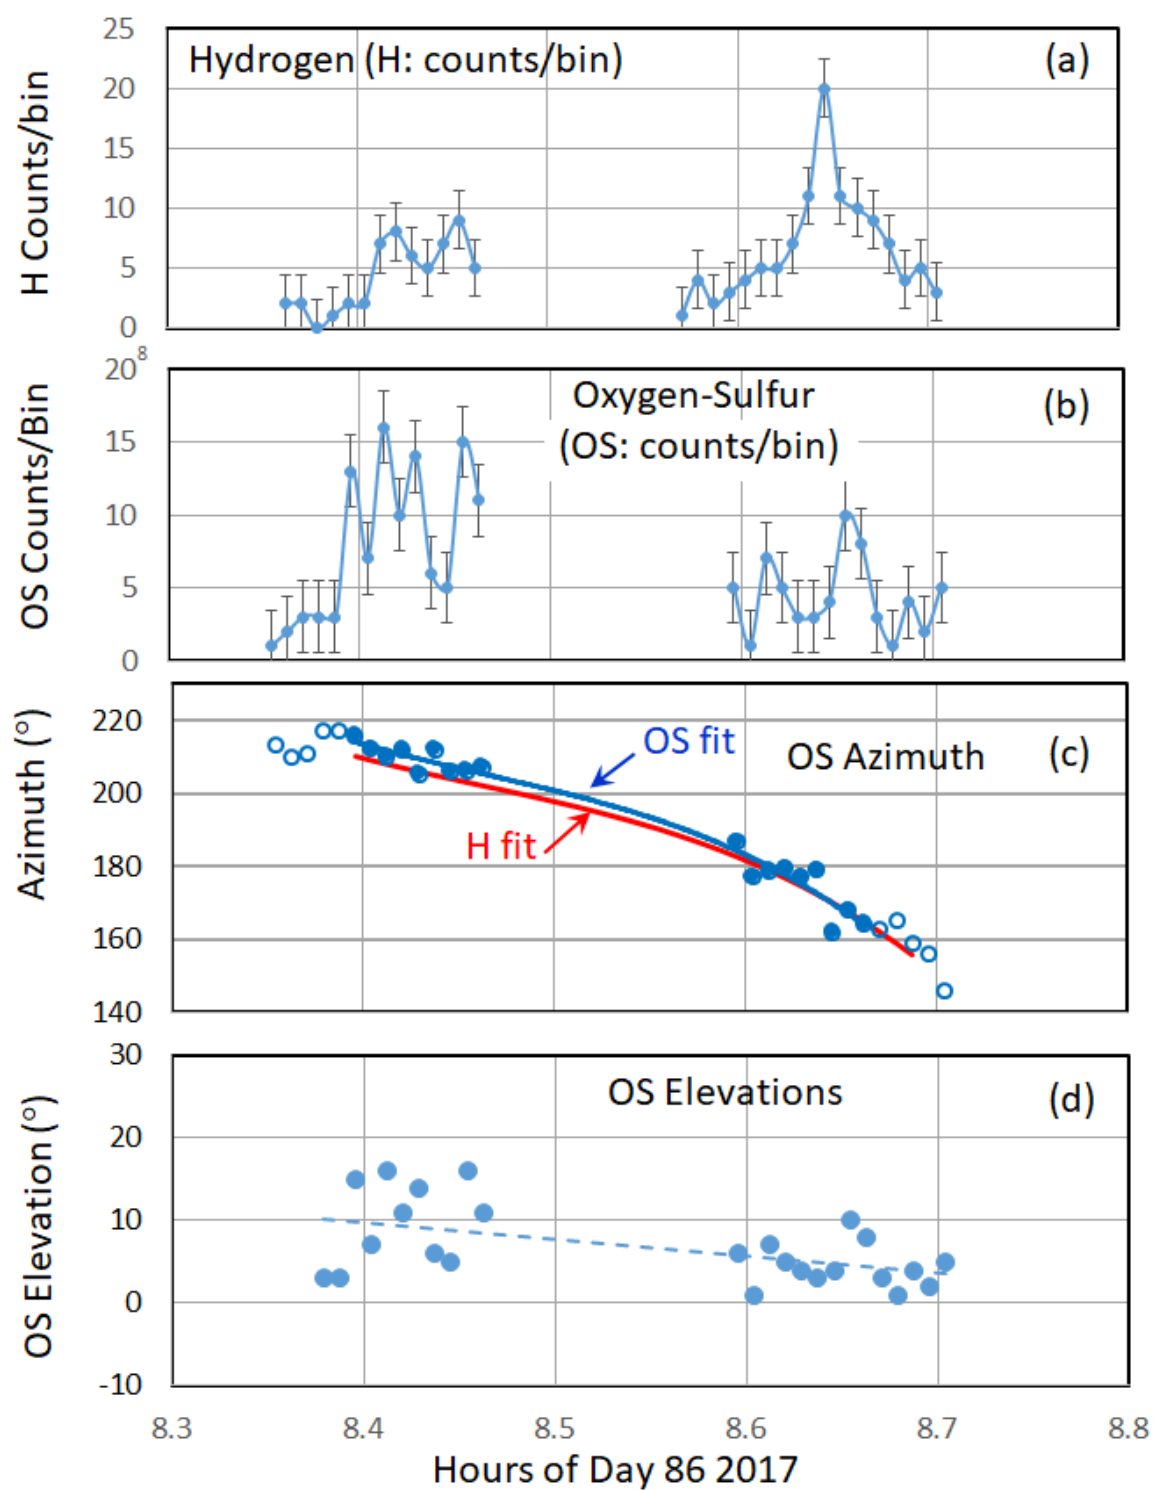 25
Hydrogen (H: counts/bin)
(a)
20
15
10
5
0
H Counts/bin
20⁸
Oxygen-Sulfur
(OS: counts/bin)
(b)
15
10
5
0
OS Counts/Bin
220
200
180
160
140
Azimuth (°)
OS fit
OS Azimuth
(c)
H fit
30
20
10
0
-10
OS Elevation (°)
OS Elevations
(d)
8.3 8.4 8.5 8.6 8.7 8.8
Hours of Day 86 2017